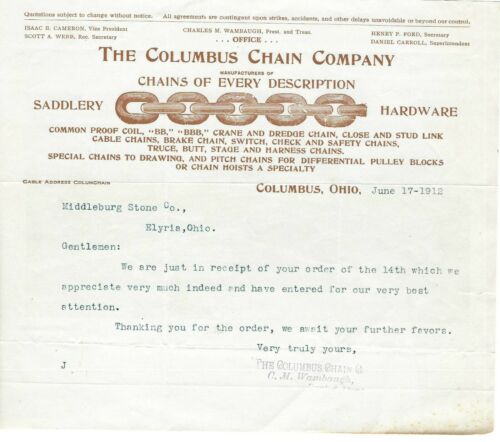 Quotations subject to change without notice. All agreements are contingent upon strikes, accidents, and other delays unavoidable or beyond our control.
ISAAC B. CAMERON, Vice President
SCOTT A. WEBB, Rec. Secretary
CHARLES M. WAMBAUGH, Prest. and Treas.
HENRY P. FORD, Secretary
DANIEL CARROLL, Superintendent
...OFFICE...
THE COLUMBUS CHAIN COMPANY
MANUFACTURERS OF
CHAINS OF EVERY DESCRIPTION
SADDLERY HARDWARE
COMMON PROOF COIL, "BB," "BBB," CRANE AND DREDGE CHAIN, CLOSE AND STUD LINK
CABLE CHAINS, BRAKE CHAIN, SWITCH, CHECK AND SAFETY CHAINS,
TRUCE, BUTT, STAGE AND HARNESS CHAINS.
SPECIAL CHAINS TO DRAWING, AND PITCH CHAINS FOR DIFFERENTIAL PULLEY BLOCKS
OR CHAIN HOISTS A SPECIALTY
CABLE ADDRESS COLUMCHAIN
COLUMBUS, OHIO, June 17-1912
Middleburg Stone Co.,
Elyria, Ohio.
Gentlemen:
We are just in receipt of your order of the 14th which we
appreciate very much indeed and have entered for our very best
attention.
Thanking you for the order, we await your further favors.
Very truly yours,
J
THE COLUMBUS CHAIN Co.
C. M. Wambaugh,